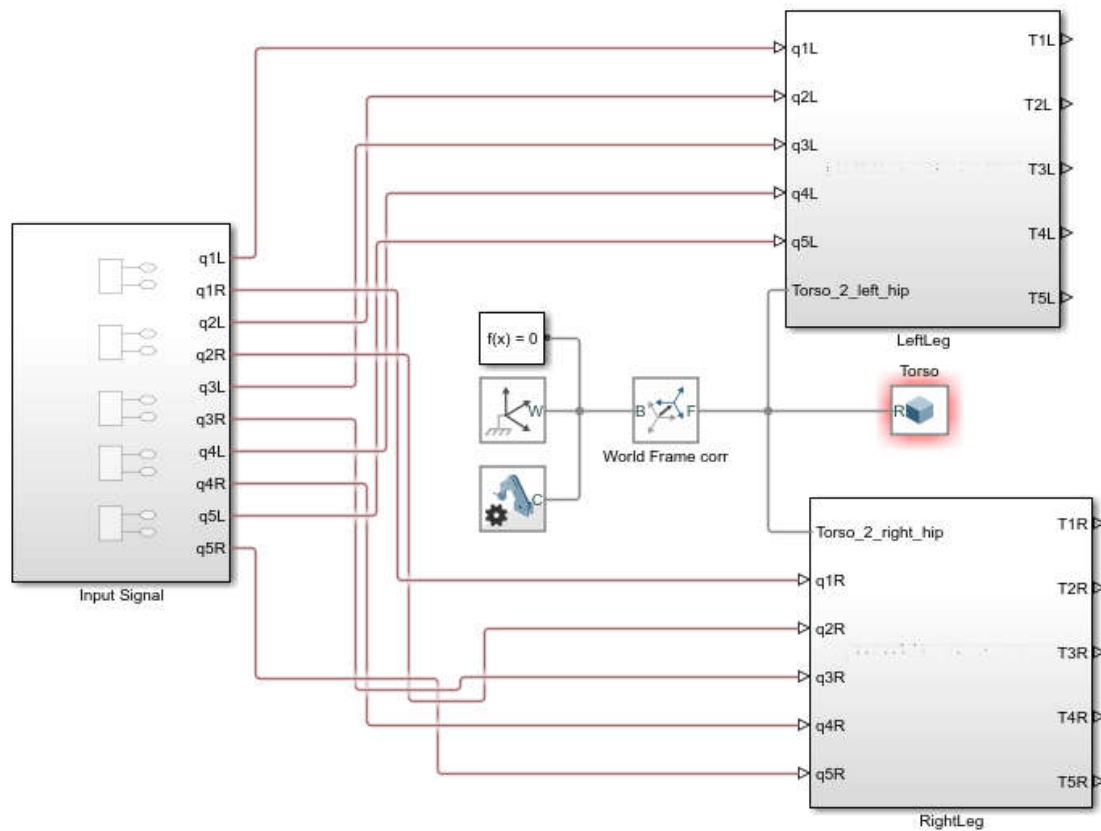 q1L
q1R
q2L
q2R
q3L
q3R
q4L
q4R
q5L
q5R
Input Signal
f(x) = 0
W
C
B
F
World Frame corr
q1L
q2L
q3L
q4L
q5L
Torso_2_left_hip
T1L
T2L
T3L
T4L
T5L
LeftLeg
Torso
R
Torso_2_right_hip
q1R
q2R
q3R
q4R
q5R
T1R
T2R
T3R
T4R
T5R
RightLeg